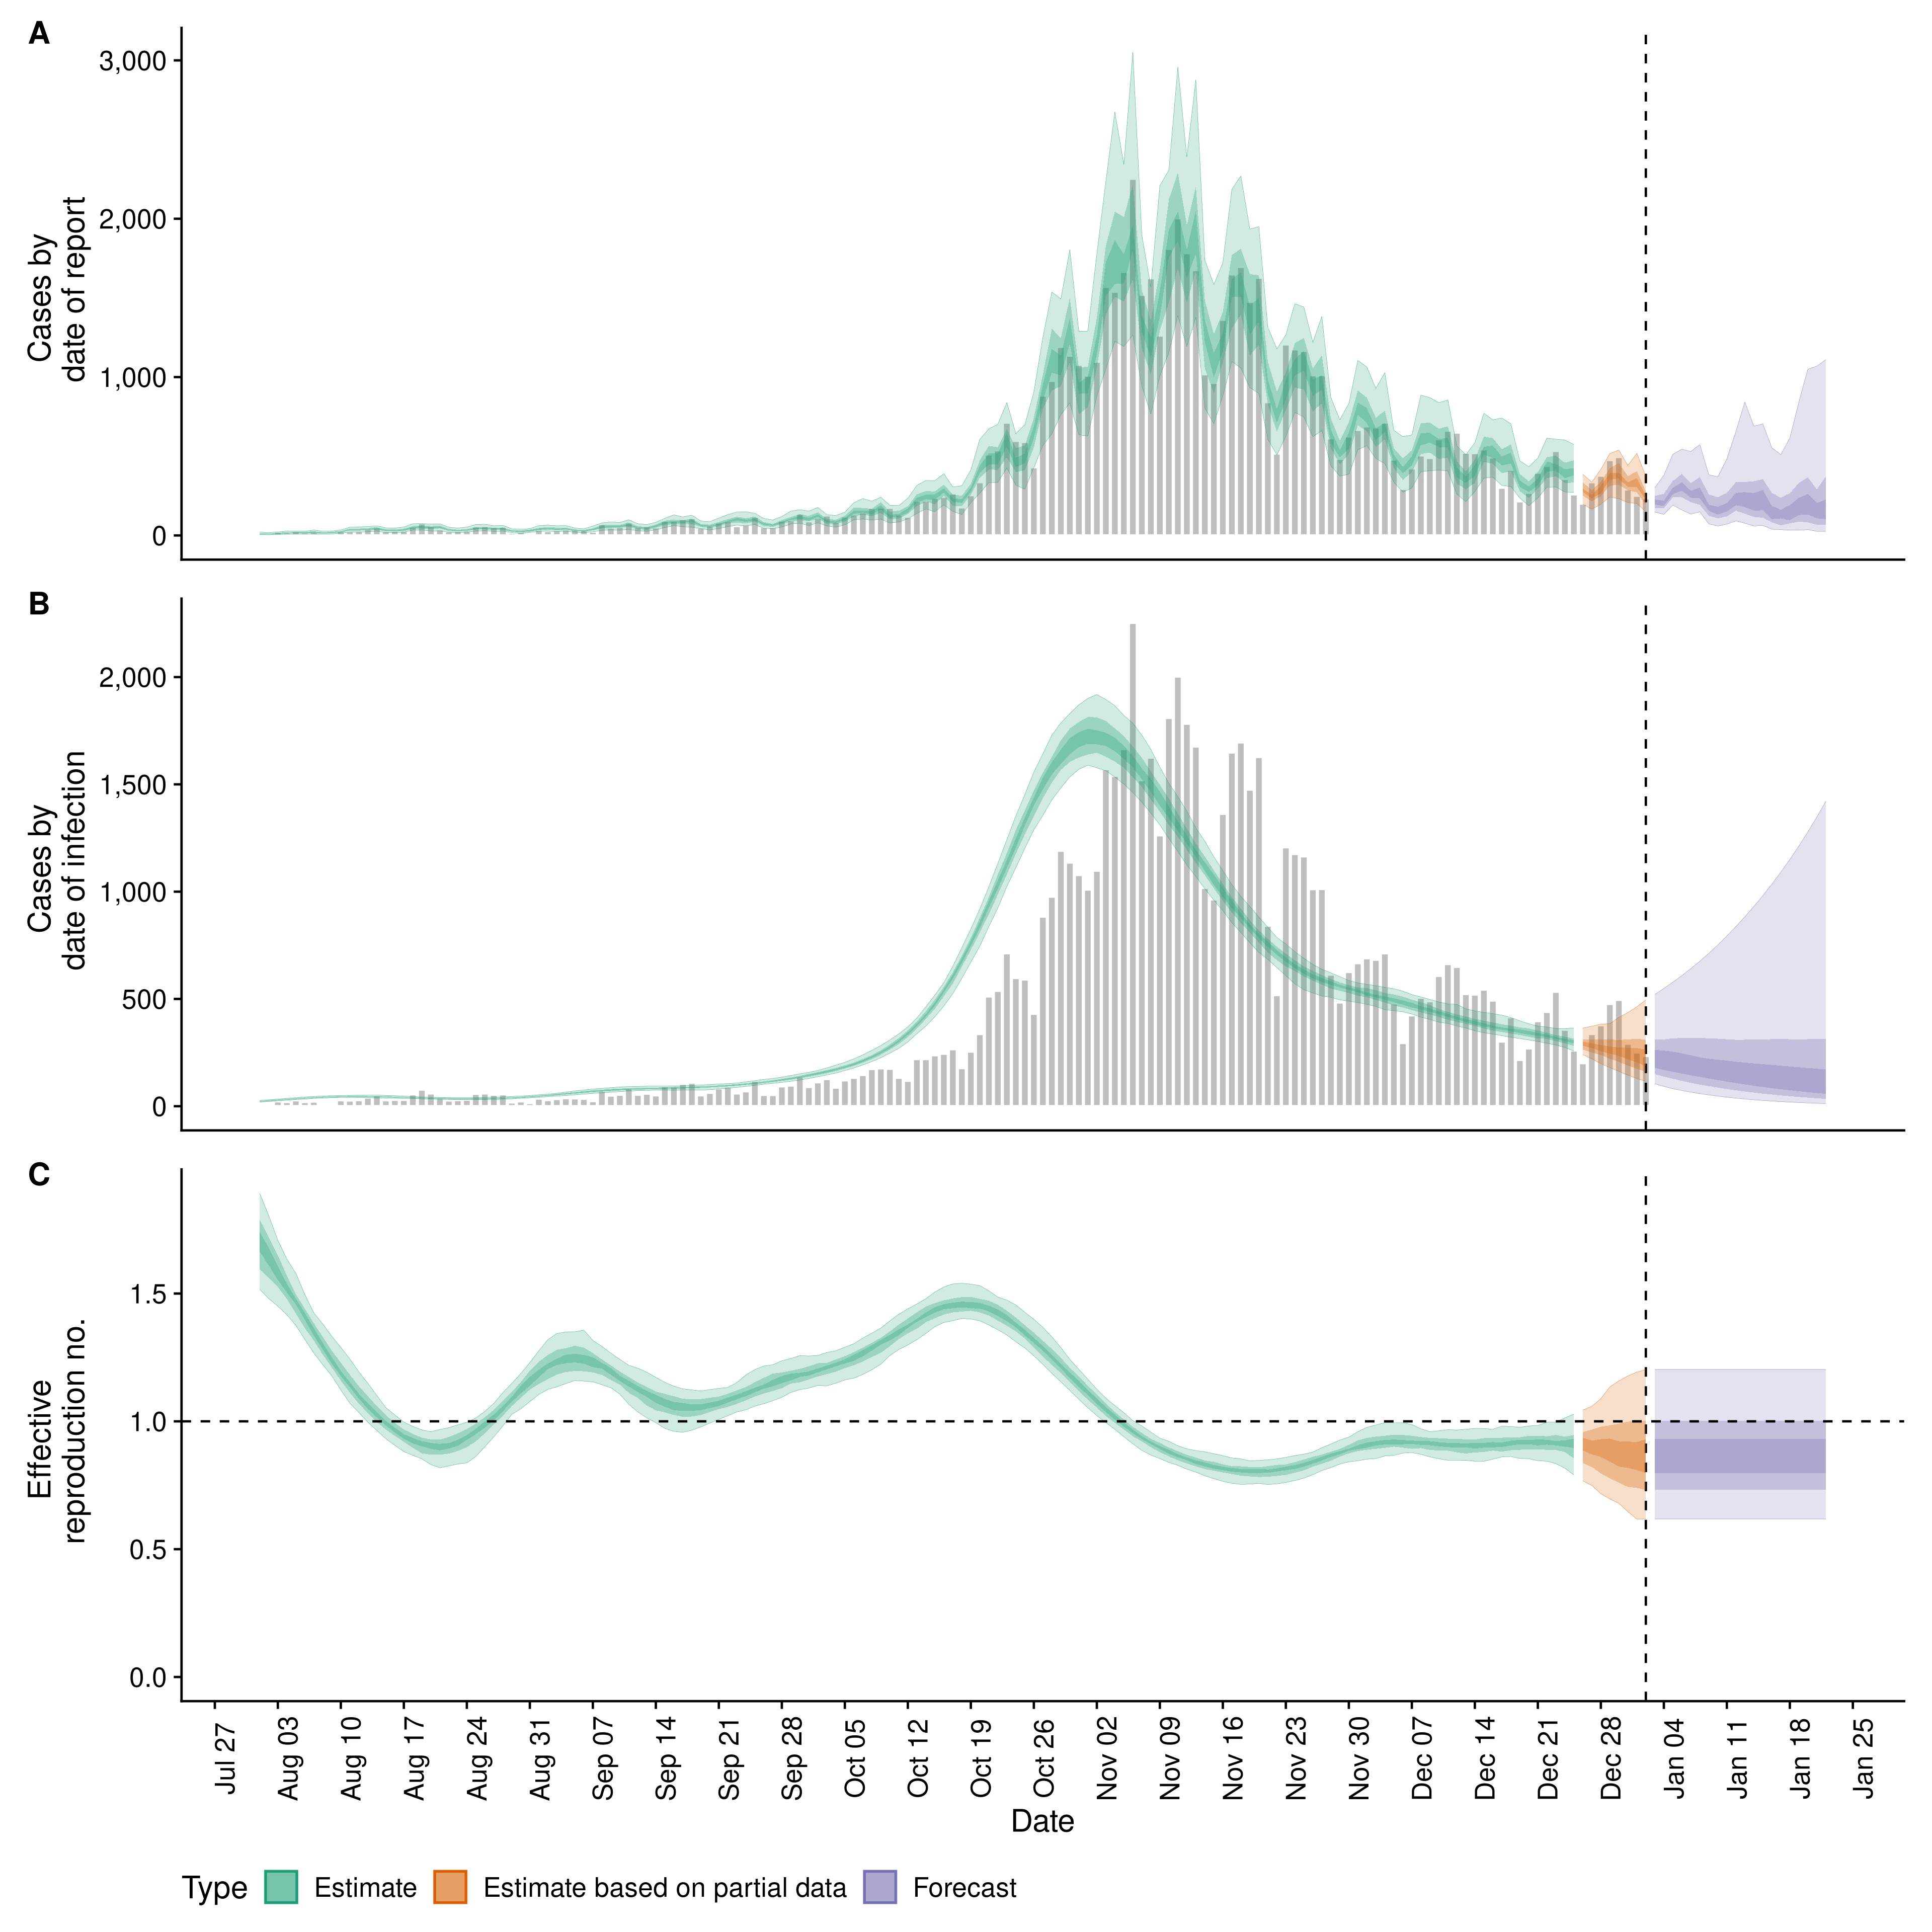 A
Cases by
date of report
3,000
2,000
1,000
0
B
Cases by
date of infection
2,000
1,500
1,000
500
0
C
Effective
reproduction no.
1.5
1.0
0.5
0.0
Jul 27
Aug 03
Aug 10
Aug 17
Aug 24
Aug 31
Sep 07
Sep 14
Sep 21
Sep 28
Oct 05
Oct 12
Oct 19
Oct 26
Nov 02
Nov 09
Nov 16
Nov 23
Nov 30
Dec 07
Dec 14
Dec 21
Dec 28
Jan 04
Jan 11
Jan 18
Jan 25
Date
Type Estimate Estimate based on partial data Forecast